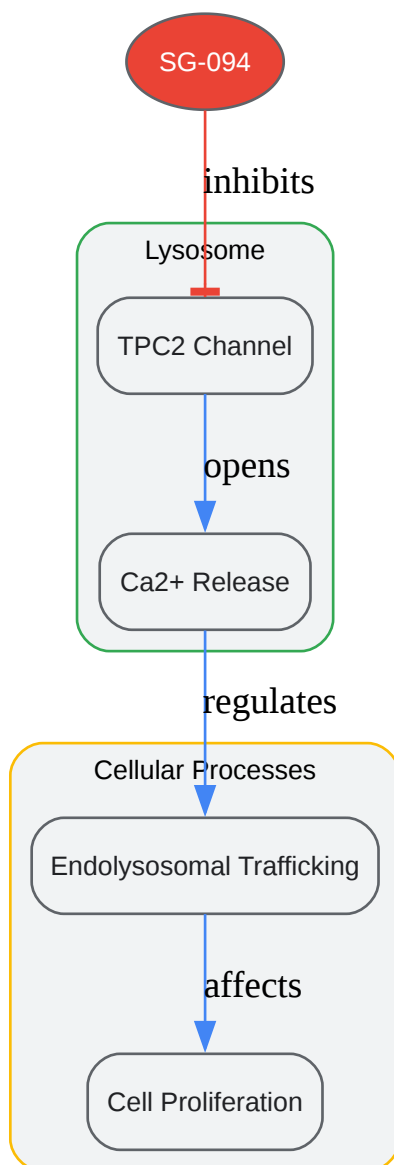 SG-094
inhibits
Lysosome
TPC2 Channel
opens
Ca2+ Release
regulates
Cellular Processes
Endolysosomal Trafficking
affects
Cell Proliferation